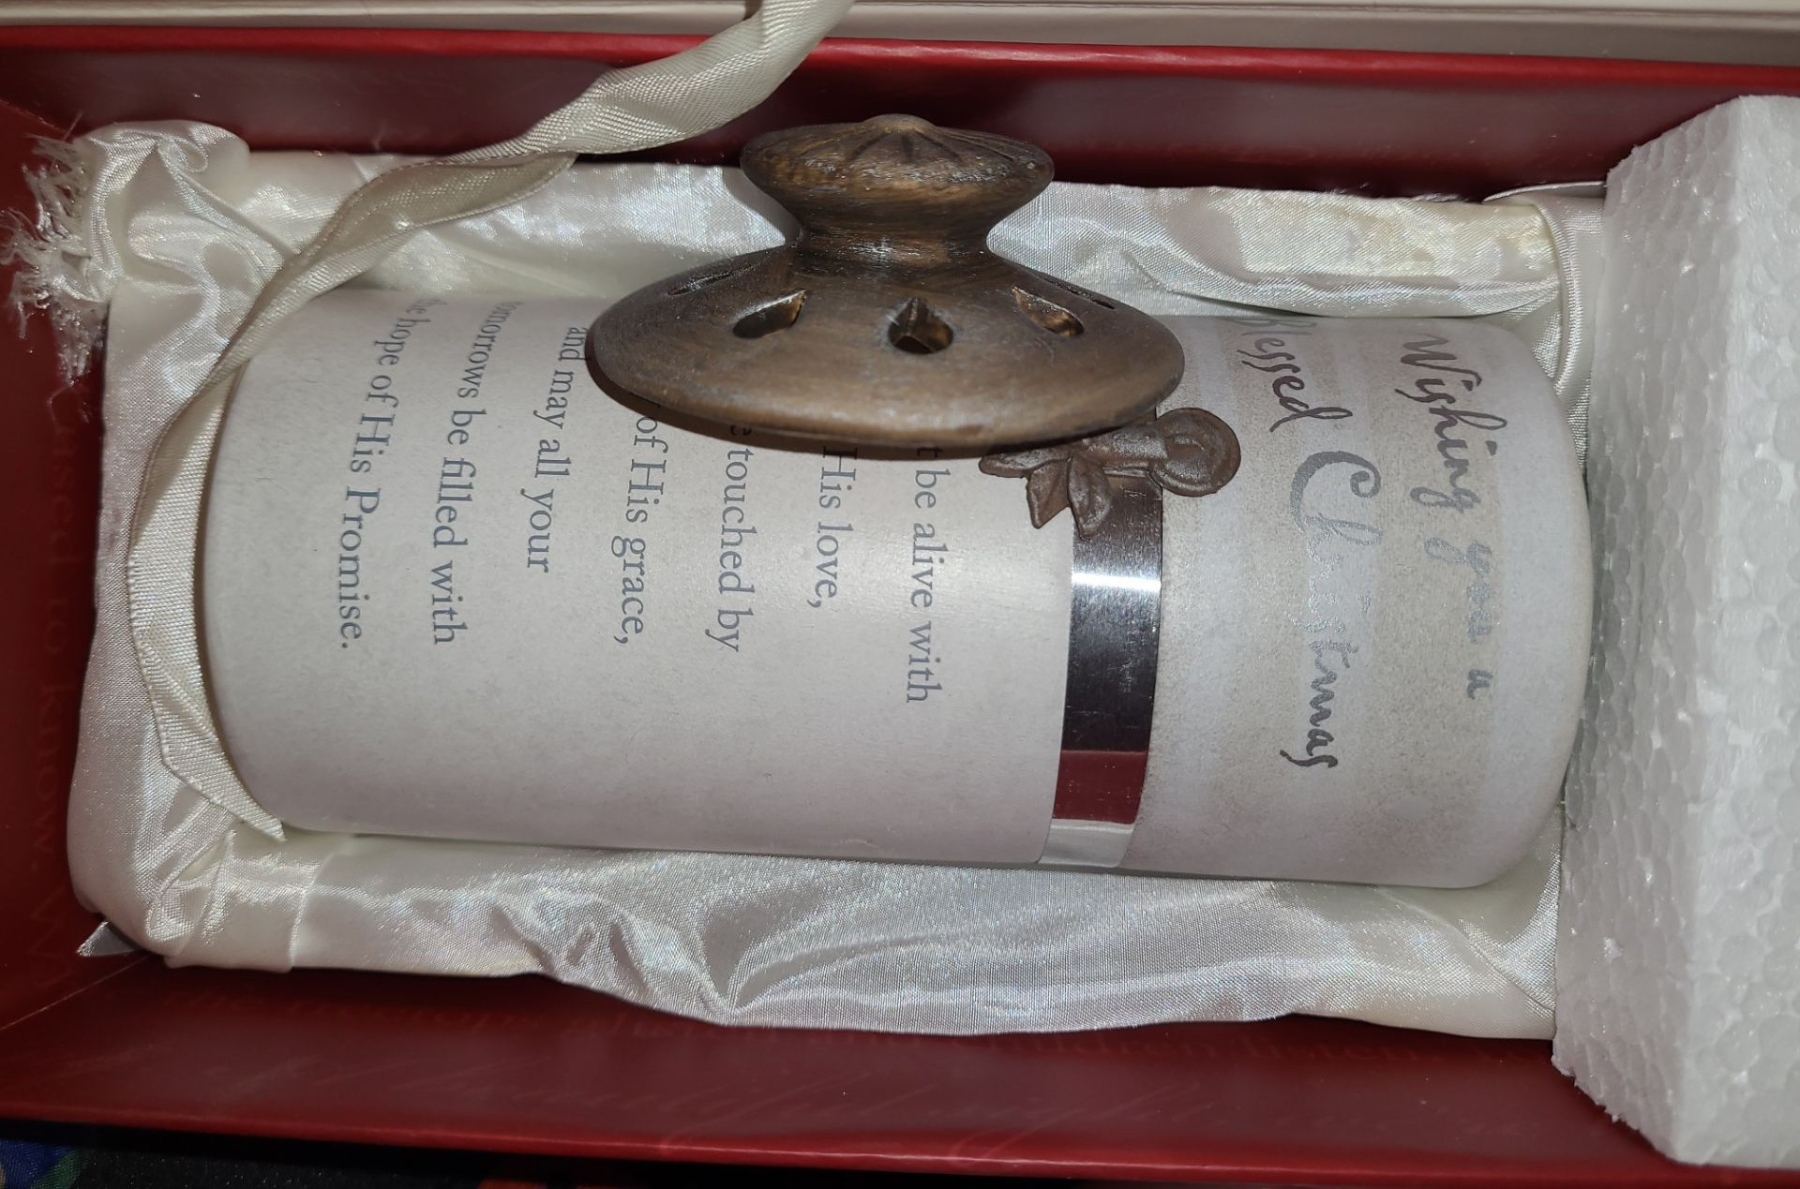 Wishing you a
Blessed Christmas
be alive with
His love,
touched by
of His grace,
and may all your
tomorrows be filled with
the hope of His Promise.